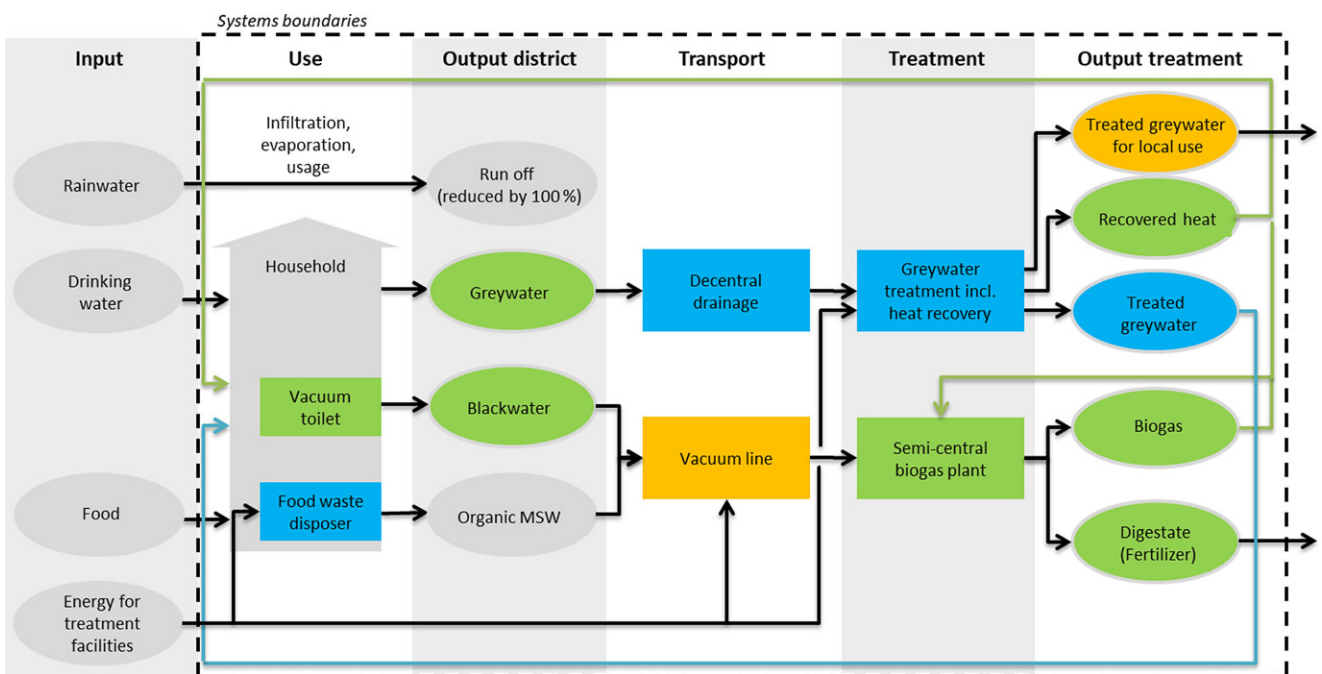 Systems boundaries
Input
Use
Output district
Transport
Treatment
Output treatment
Infiltration,
evaporation,
usage
Rainwater
Run off
(reduced by 100 %)
Treated greywater
for local use
Recovered heat
Drinking
water
Household
Greywater
Decentral
drainage
Greywater
treatment incl.
heat recovery
Treated
greywater
Vacuum
toilet
Blackwater
Vacuum line
Semi-central
biogas plant
Biogas
Food
Food waste
disposer
Organic MSW
Digestate
(Fertilizer)
Energy for
treatment
facilities